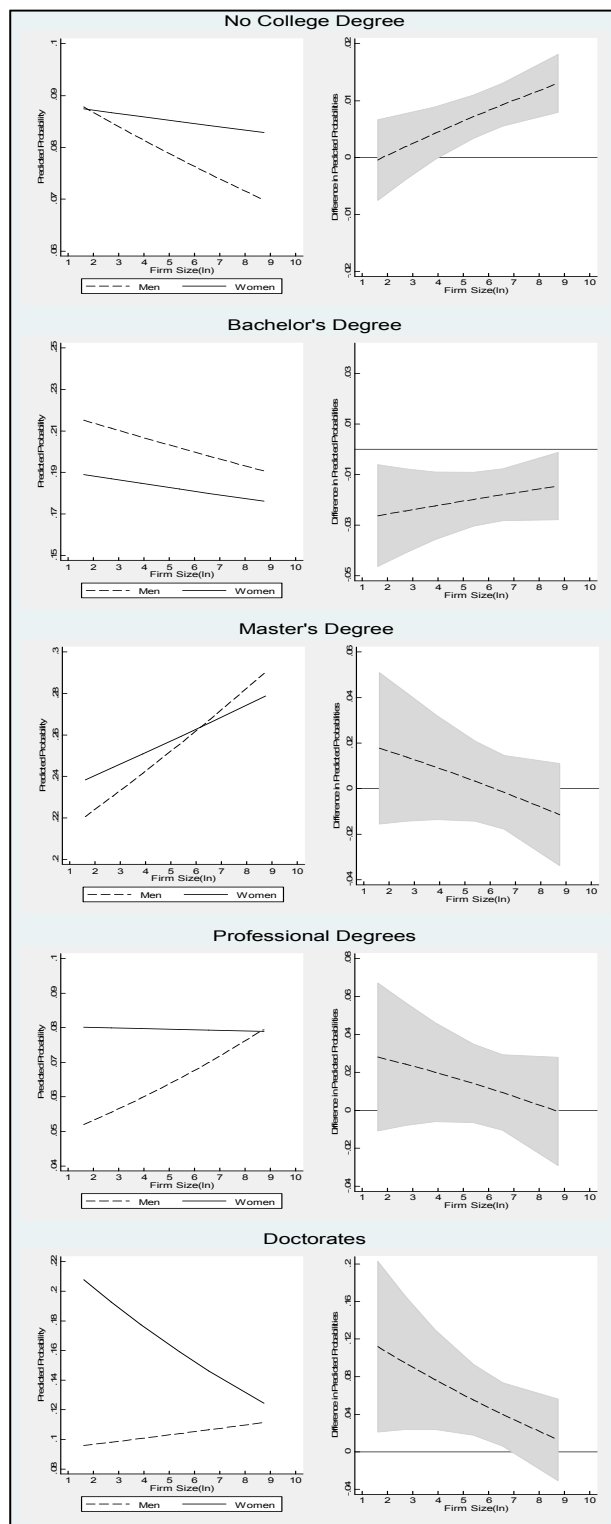 No College Degree
Predicted Probability
.1
.09
.08
.07
.06
1 2 3 4 5 6 7 8 9 10
Firm Size(ln)
Men Women
Difference in Predicted Probabilities
.02
.01
0
-.01
-.02
1 2 3 4 5 6 7 8 9 10
Firm Size(ln)
Bachelor's Degree
Predicted Probability
.25
.23
.21
.19
.17
.15
1 2 3 4 5 6 7 8 9 10
Firm Size(ln)
Men Women
Difference in Predicted Probabilities
.03
.01
-.01
-.03
-.05
1 2 3 4 5 6 7 8 9 10
Firm Size(ln)
Master's Degree
Predicted Probability
.3
.28
.26
.24
.22
.2
1 2 3 4 5 6 7 8 9 10
Firm Size(ln)
Men Women
Difference in Predicted Probabilities
.06
.04
.02
0
-.02
-.04
1 2 3 4 5 6 7 8 9 10
Firm Size(ln)
Professional Degrees
Predicted Probability
.1
.09
.08
.07
.06
.05
.04
1 2 3 4 5 6 7 8 9 10
Firm Size(ln)
Men Women
Difference in Predicted Probabilities
.08
.06
.04
.02
0
-.02
-.04
1 2 3 4 5 6 7 8 9 10
Firm Size(ln)
Doctorates
Predicted Probability
.22
.2
.18
.16
.14
.12
.1
.08
1 2 3 4 5 6 7 8 9 10
Firm Size(ln)
Men Women
Difference in Predicted Probabilities
.2
.16
.12
.08
.04
0
-.04
1 2 3 4 5 6 7 8 9 10
Firm Size(ln)